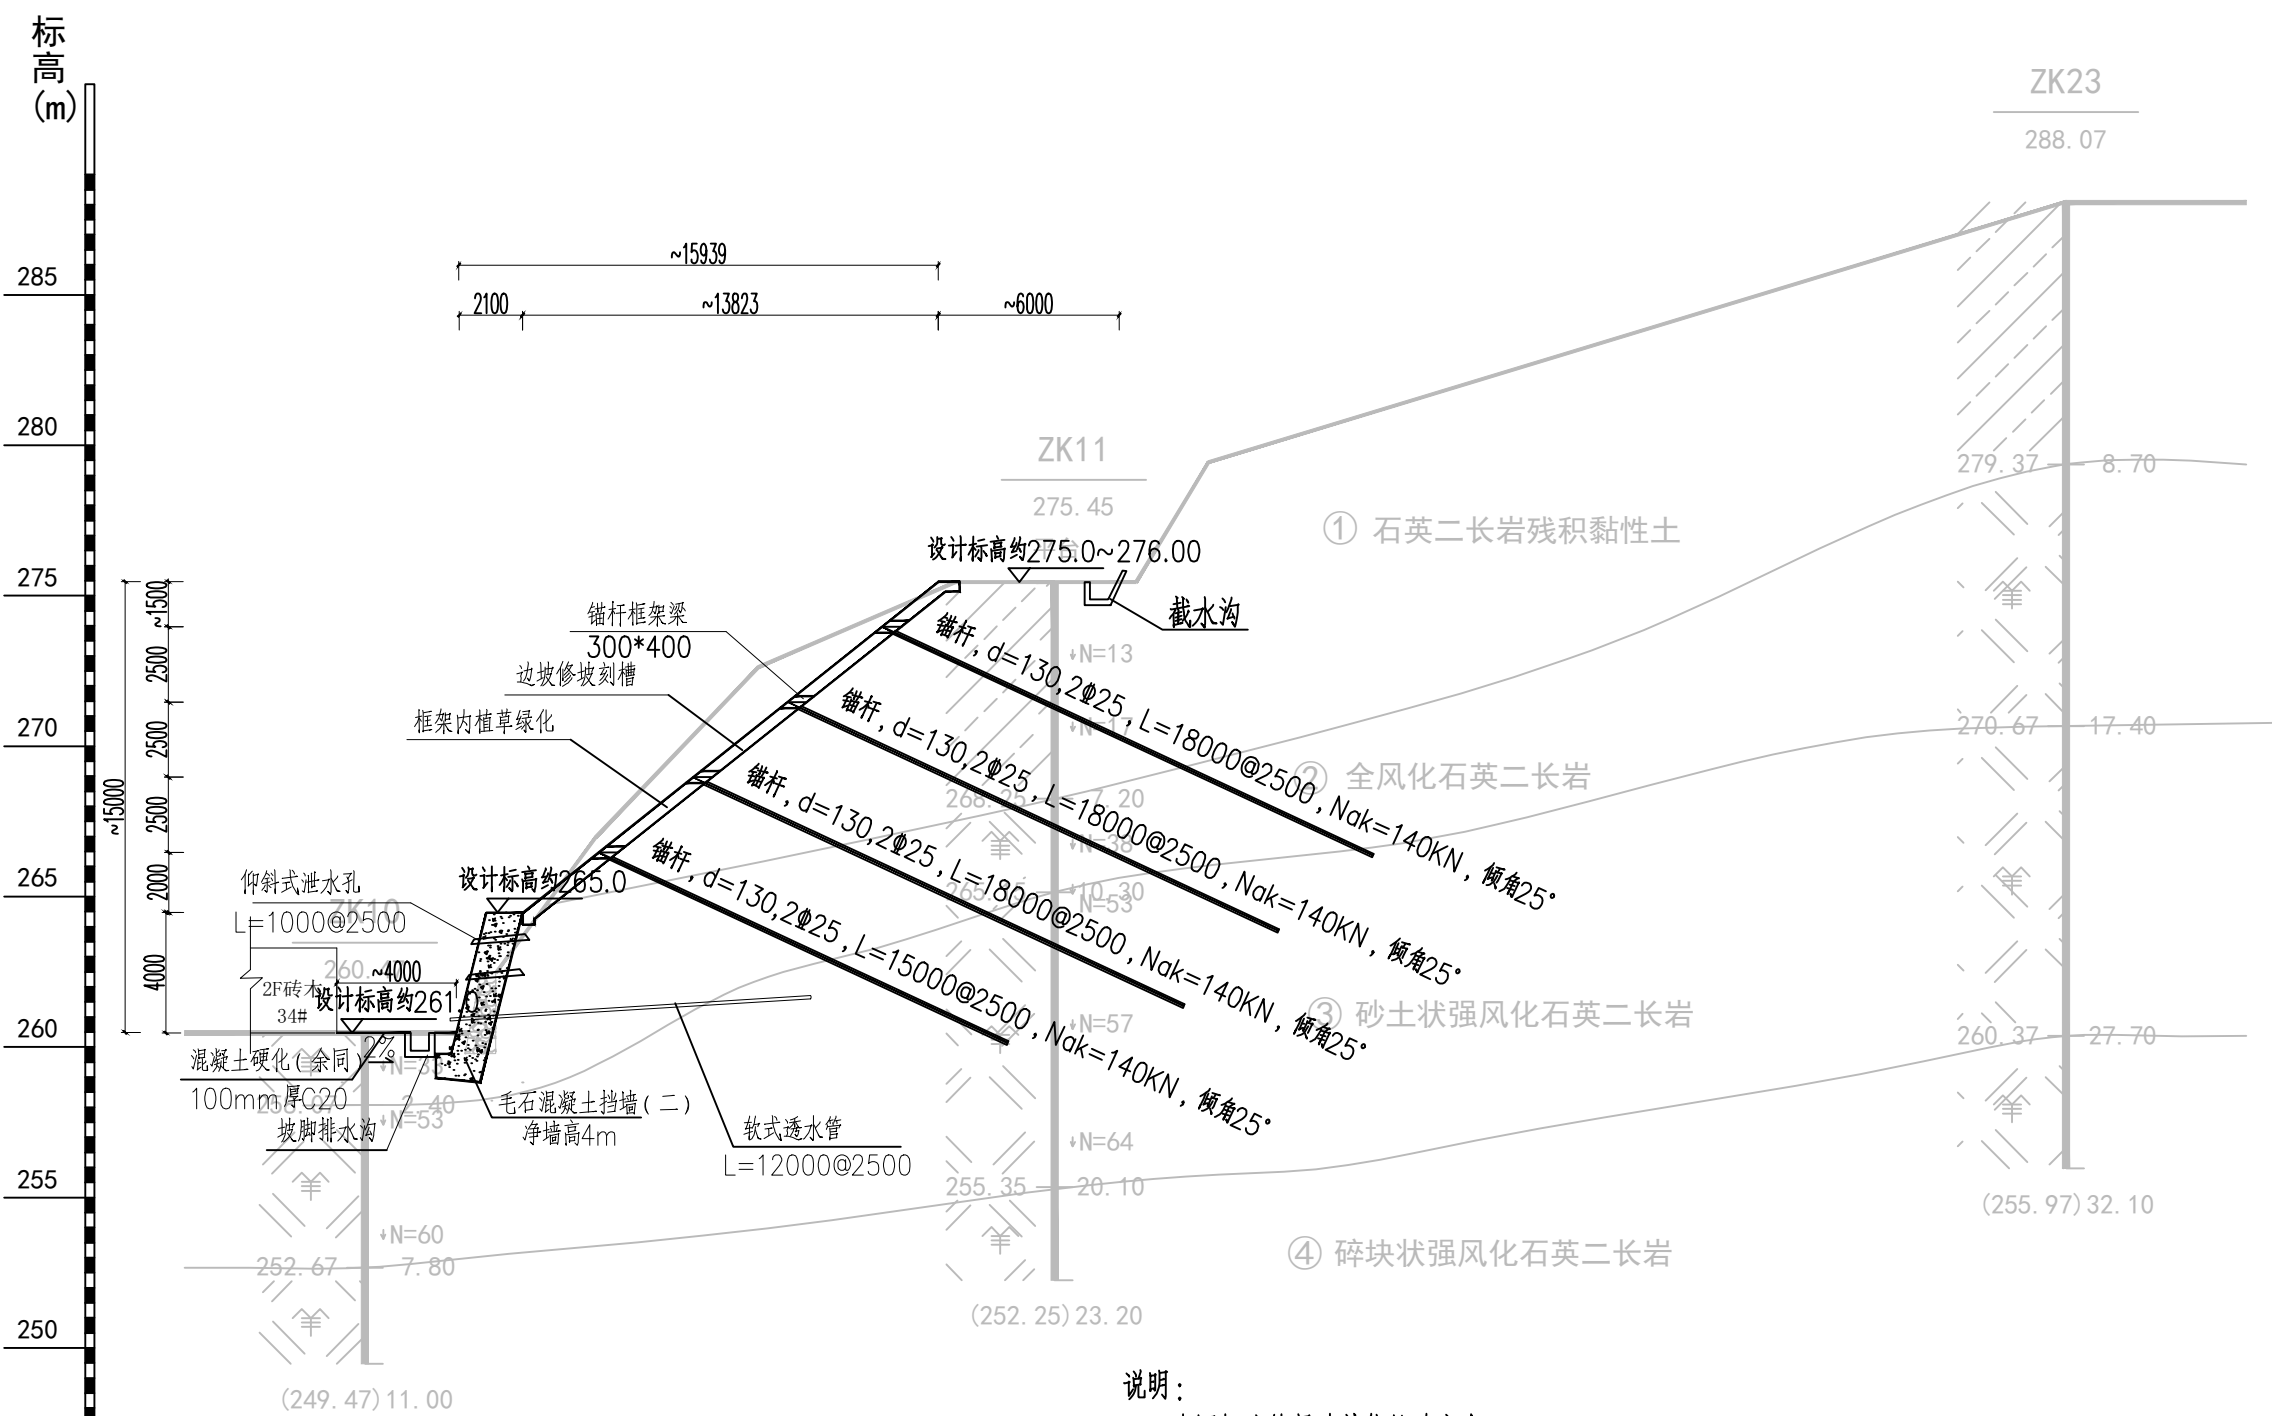 标高(m)
ZK23
288.07
~15939
285
2100
~13823
~6000
280
ZK11
275.45
279.37
8.70
① 石英二长岩残积黏性土
设计标高约275.0~276.00
275
~1500
锚杆框架梁
300*400
截水沟
锚杆，d=130,2Φ25，L=18000@2500，Nak=140KN，倾角25°
N=13
2500
边坡修坡刻槽
锚杆，d=130,2Φ25，L=18000@2500，Nak=140KN，倾角25°
框架内植草绿化
N=17
270.67
17.40
270
2500
锚杆，d=130,2Φ25，L=18000@2500，Nak=140KN，倾角25°
② 全风化石英二长岩
~15000
2500
268.25
7.20
N=38
锚杆，d=130,2Φ25，L=15000@2500，Nak=140KN，倾角25°
265
2000
仰斜式泄水孔
L=1000@2500
设计标高约265.0
10.30
N=53
ZK10
4000
~4000
2F砖木
34#
设计标高约261.0
③ 砂土状强风化石英二长岩
N=57
260
260.37
27.70
2%
混凝土硬化(余同)
100mm厚C20
2.40
N=53
毛石混凝土挡墙(二)
净墙高4m
坡脚排水沟
软式透水管
L=12000@2500
N=64
255
255.35
20.10
(255.97)32.10
N=60
252.67
7.80
④ 碎块状强风化石英二长岩
250
(252.25)23.20
(249.47)11.00
说明：